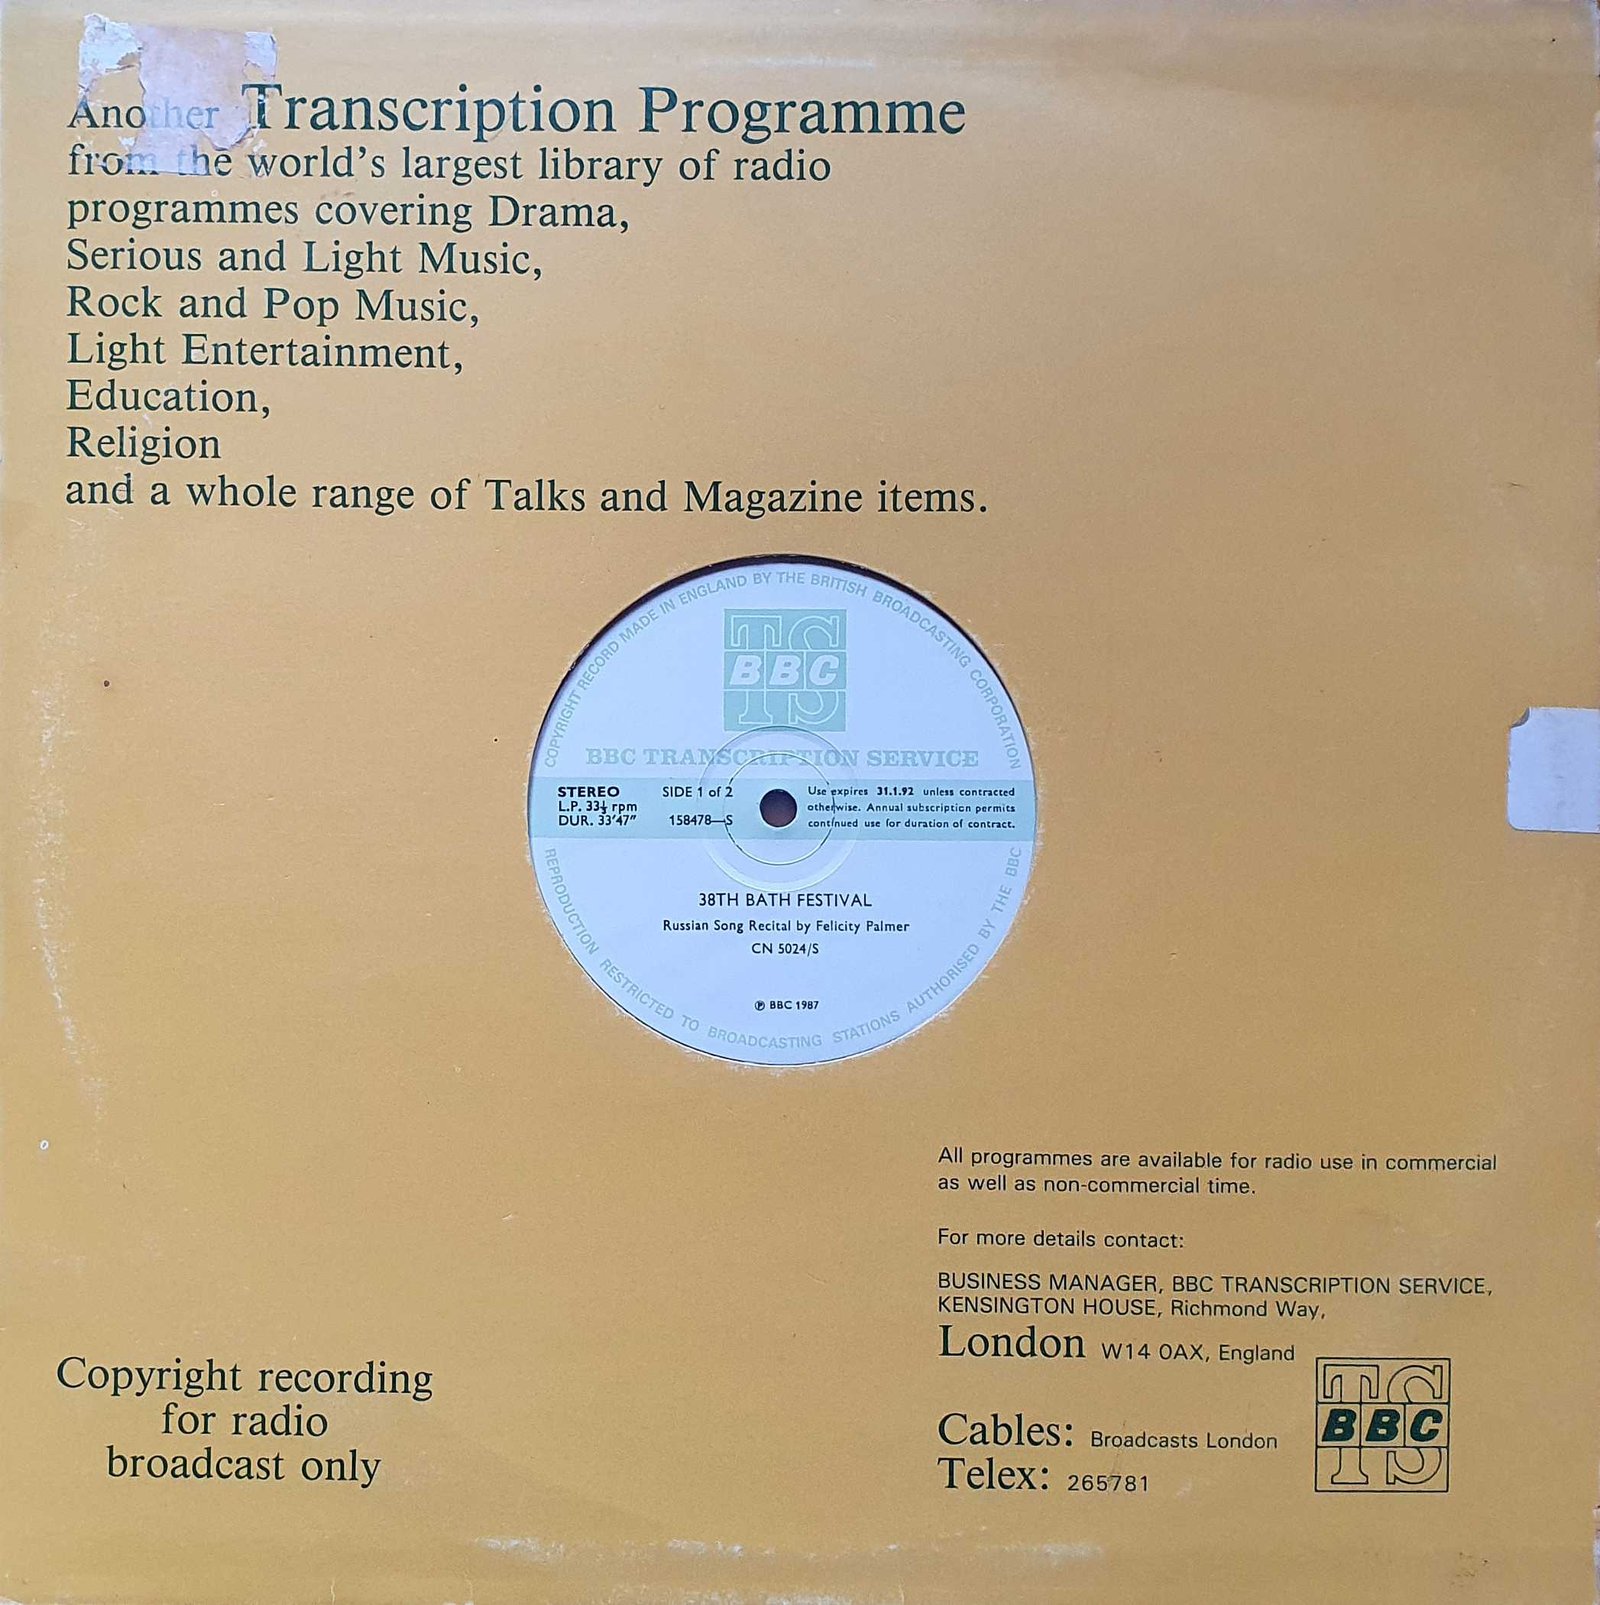 Another Transcription Programme
from the world's largest library of radio
programmes covering Drama,
Serious and Light Music,
Rock and Pop Music,
Light Entertainment,
Education,
Religion
and a whole range of Talks and Magazine items.
COPYRIGHT RECORD MADE IN ENGLAND BY THE BRITISH BROADCASTING CORPORATION
TS
BBC
TS
BBC TRANSCRIPTION SERVICE
STEREO
L.P. 33⅓ rpm
DUR. 33'47"
SIDE 1 of 2
158478—S
Use expires 31.1.92 unless contracted
otherwise. Annual subscription permits
continued use for duration of contract.
38TH BATH FESTIVAL
Russian Song Recital by Felicity Palmer
CN 5024/S
℗ BBC 1987
REPRODUCTION RESTRICTED TO BROADCASTING STATIONS AUTHORISED BY THE BBC
All programmes are available for radio use in commercial
as well as non-commercial time.
For more details contact:
BUSINESS MANAGER, BBC TRANSCRIPTION SERVICE,
KENSINGTON HOUSE, Richmond Way,
London W14 0AX, England
Cables: Broadcasts London
Telex: 265781
TS
BBC
TS
Copyright recording
for radio
broadcast only